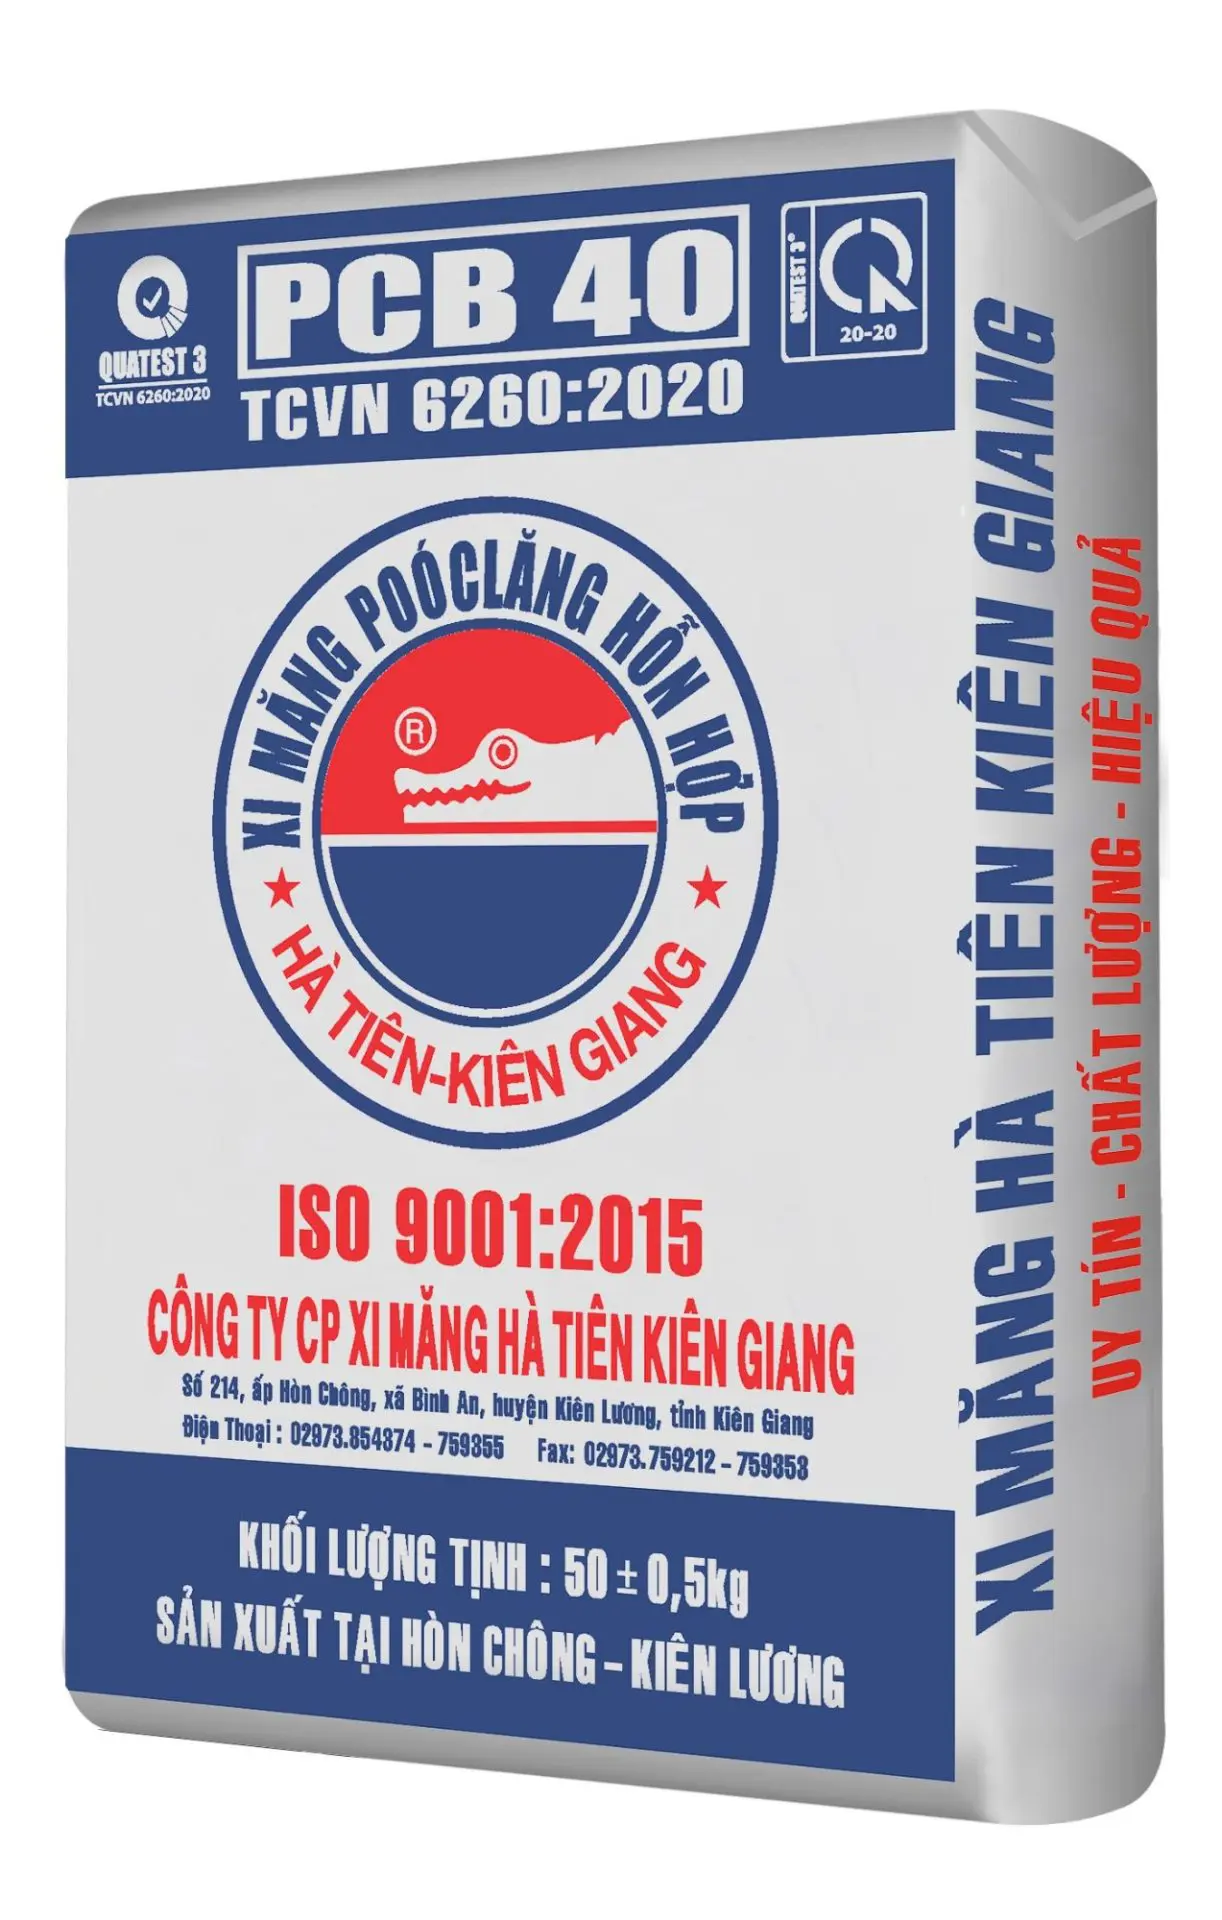 QUATEST 3
TCVN 6260:2020
PCB 40
TCVN 6260:2020
QUATEST 3®
20-20
XI MĂNG POÓCLĂNG HỖN HỢP
®
HÀ TIÊN-KIÊN GIANG
ISO 9001:2015
CÔNG TY CP XI MĂNG HÀ TIÊN KIÊN GIANG
Số 214, ấp Hòn Chông, xã Bình An, huyện Kiên Lương, tỉnh Kiên Giang
Điện Thoại : 02973.854374 - 759355 Fax: 02973.759212 - 759358
KHỐI LƯỢNG TỊNH : 50 ± 0,5kg
SẢN XUẤT TẠI HÒN CHÔNG - KIÊN LƯƠNG
XI MĂNG HÀ TIÊN KIÊN GIANG
UY TÍN - CHẤT LƯỢNG - HIỆU QUẢ